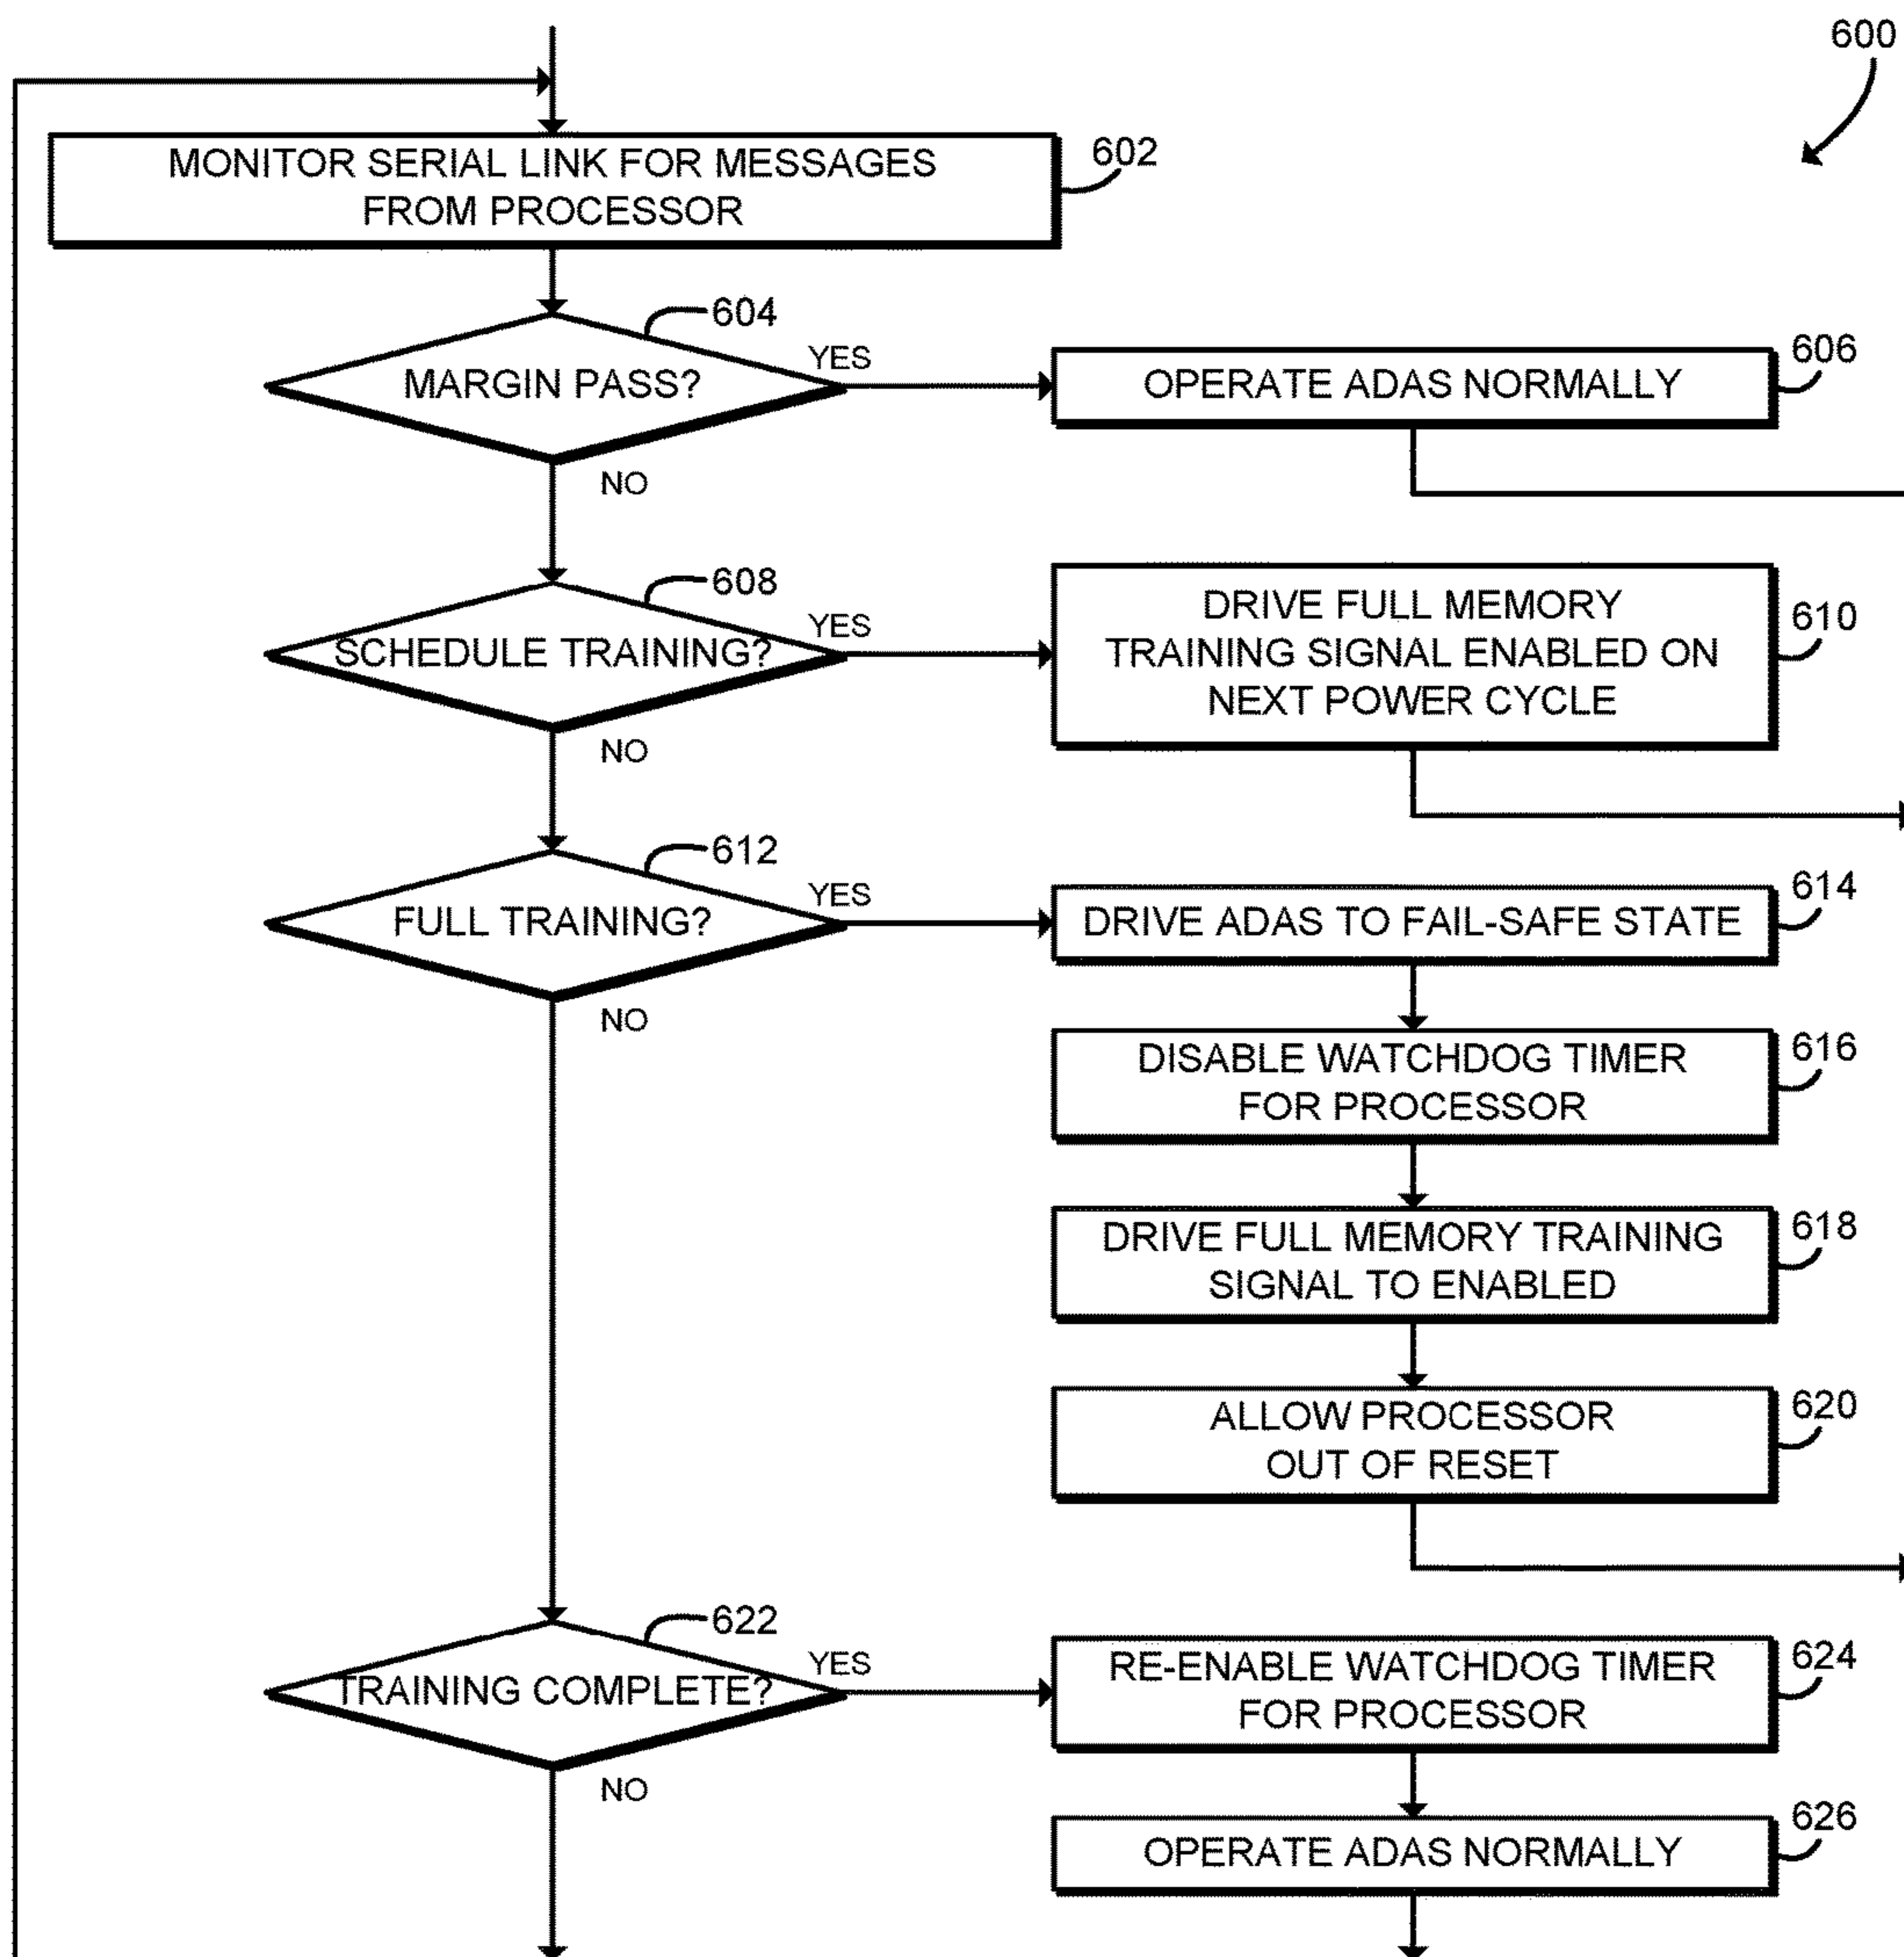 600
MONITOR SERIAL LINK FOR MESSAGES
FROM PROCESSOR
602
604
MARGIN PASS?
YES
NO
OPERATE ADAS NORMALLY
606
608
SCHEDULE TRAINING?
YES
NO
DRIVE FULL MEMORY
TRAINING SIGNAL ENABLED ON
NEXT POWER CYCLE
610
612
FULL TRAINING?
YES
NO
DRIVE ADAS TO FAIL-SAFE STATE
614
DISABLE WATCHDOG TIMER
FOR PROCESSOR
616
DRIVE FULL MEMORY TRAINING
SIGNAL TO ENABLED
618
ALLOW PROCESSOR
OUT OF RESET
620
622
TRAINING COMPLETE?
YES
NO
RE-ENABLE WATCHDOG TIMER
FOR PROCESSOR
624
OPERATE ADAS NORMALLY
626